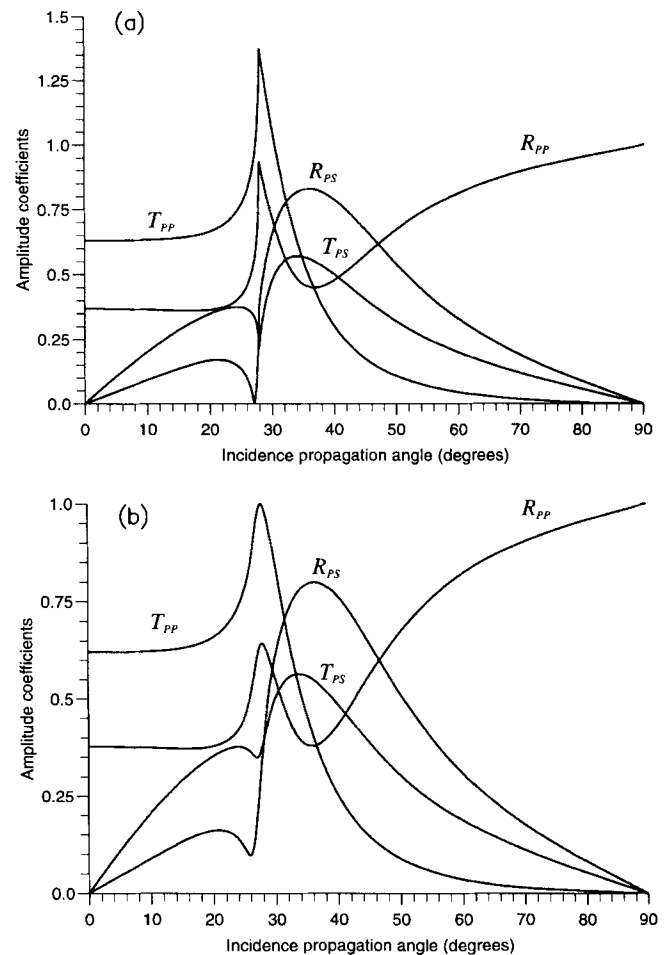 (a)
1.5
1.25
1.0
0.75
0.5
0.25
0.0
Amplitude coefficients
T_PP
R_PS
T_PS
R_PP
0 10 20 30 40 50 60 70 80 90
Incidence propagation angle (degrees)
(b)
1.0
0.75
0.5
0.25
0.0
Amplitude coefficients
T_PP
R_PS
T_PS
R_PP
0 10 20 30 40 50 60 70 80 90
Incidence propagation angle (degrees)